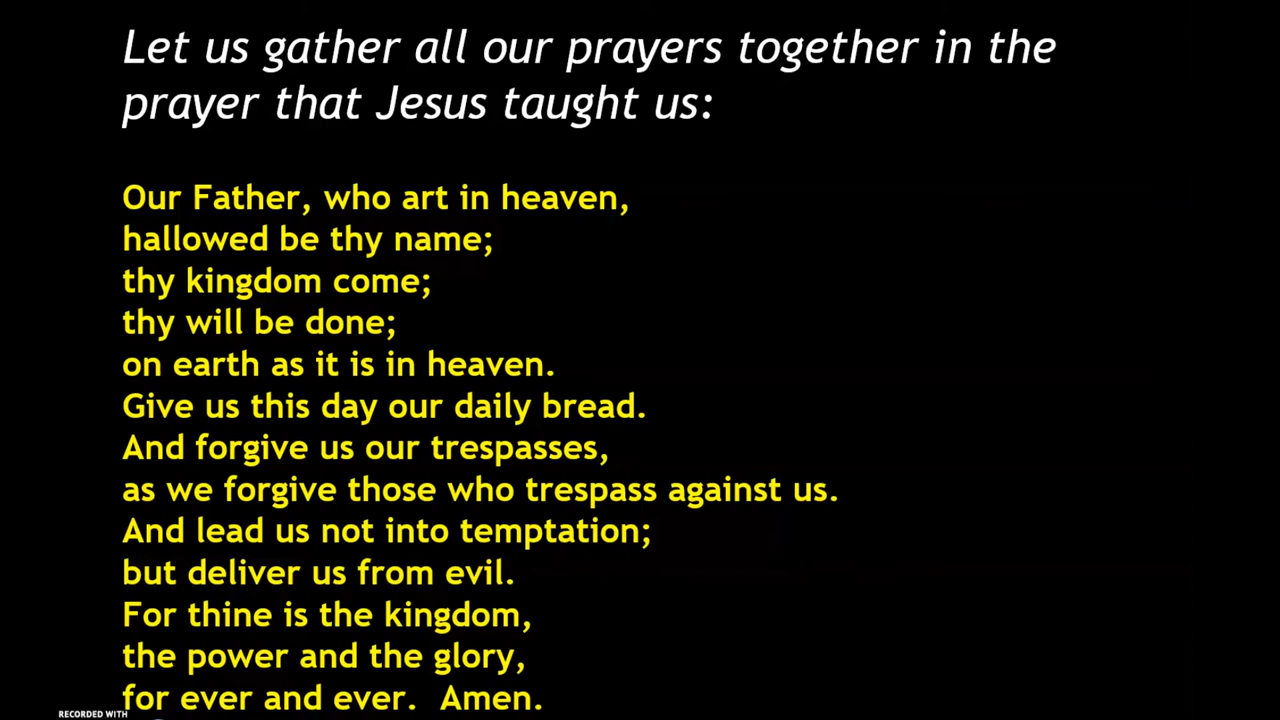 Let us gather all our prayers together in the
prayer that Jesus taught us:
Our Father, who art in heaven,
hallowed be thy name;
thy kingdom come;
thy will be done;
on earth as it is in heaven.
Give us this day our daily bread.
And forgive us our trespasses,
as we forgive those who trespass against us.
And lead us not into temptation;
but deliver us from evil.
For thine is the kingdom,
the power and the glory,
for ever and ever.  Amen.
RECORDED WITH